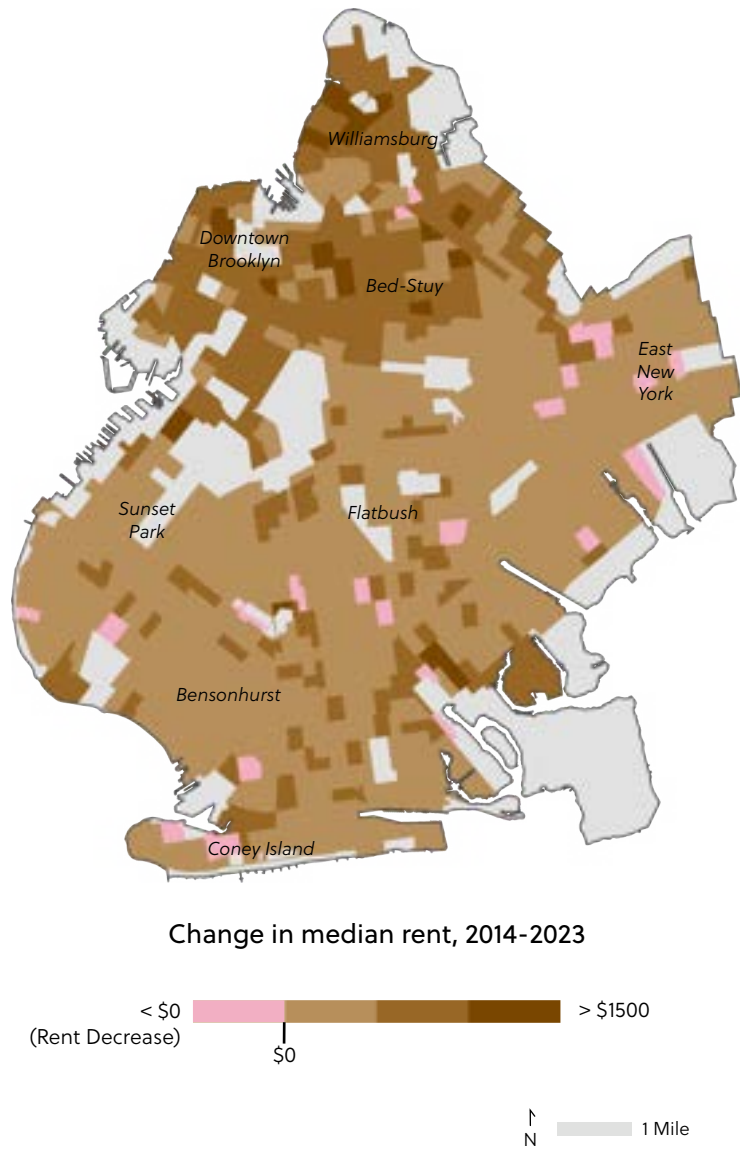 Williamsburg
Downtown
Brooklyn
Bed-Stuy
East
New
York
Sunset
Park
Flatbush
Bensonhurst
Coney Island
Change in median rent, 2014-2023
< $0
(Rent Decrease)
$0
> $1500
N
1 Mile